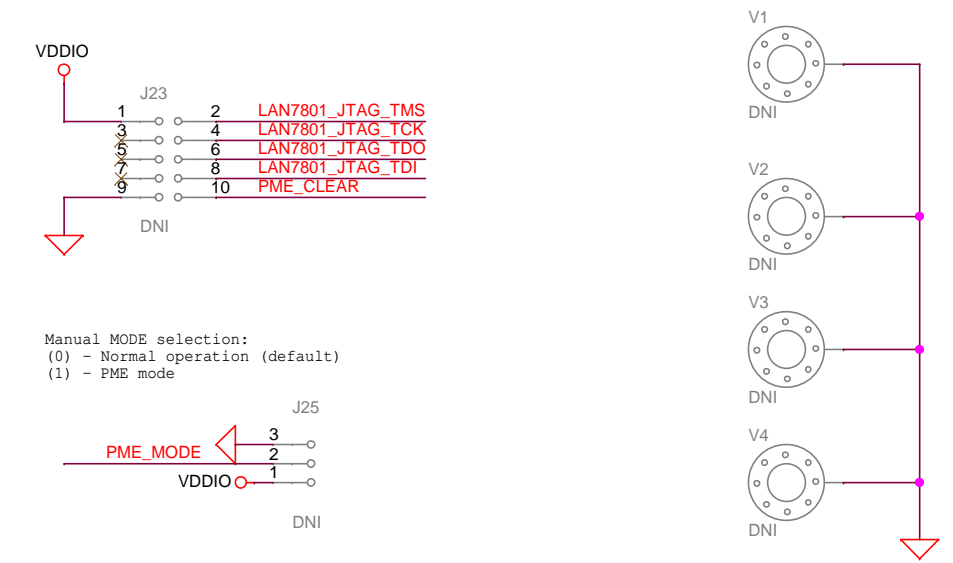 VDDIO
J23
1 2 LAN7801_JTAG_TMS
3 4 LAN7801_JTAG_TCK
5 6 LAN7801_JTAG_TDO
7 8 LAN7801_JTAG_TDI
9 10 PME_CLEAR
DNI
Manual MODE selection:
(0) - Normal operation (default)
(1) - PME mode
J25
3
PME_MODE 2
VDDIO 1
DNI
V1
DNI
V2
DNI
V3
DNI
V4
DNI